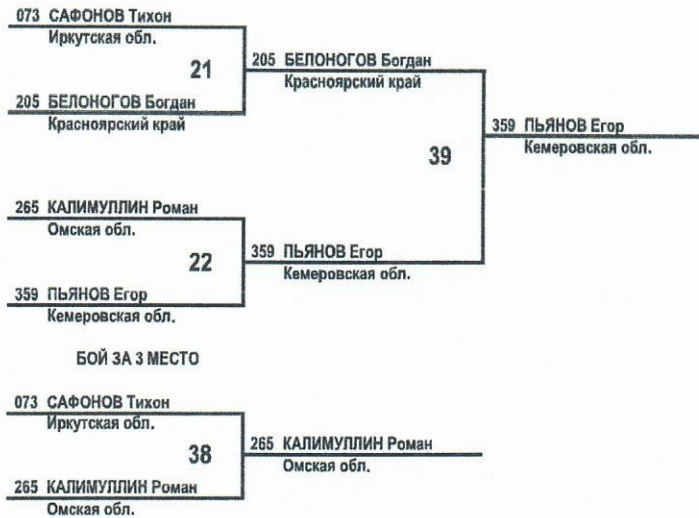 073 САФОНОВ Тихон
Иркутская обл.
21
205 БЕЛОНОГОВ Богдан
Красноярский край
205 БЕЛОНОГОВ Богдан
Красноярский край
39
359 ПЬЯНОВ Егор
Кемеровская обл.
265 КАЛИМУЛЛИН Роман
Омская обл.
22
359 ПЬЯНОВ Егор
Кемеровская обл.
359 ПЬЯНОВ Егор
Кемеровская обл.
БОЙ ЗА 3 МЕСТО
073 САФОНОВ Тихон
Иркутская обл.
38
265 КАЛИМУЛЛИН Роман
Омская обл.
265 КАЛИМУЛЛИН Роман
Омская обл.